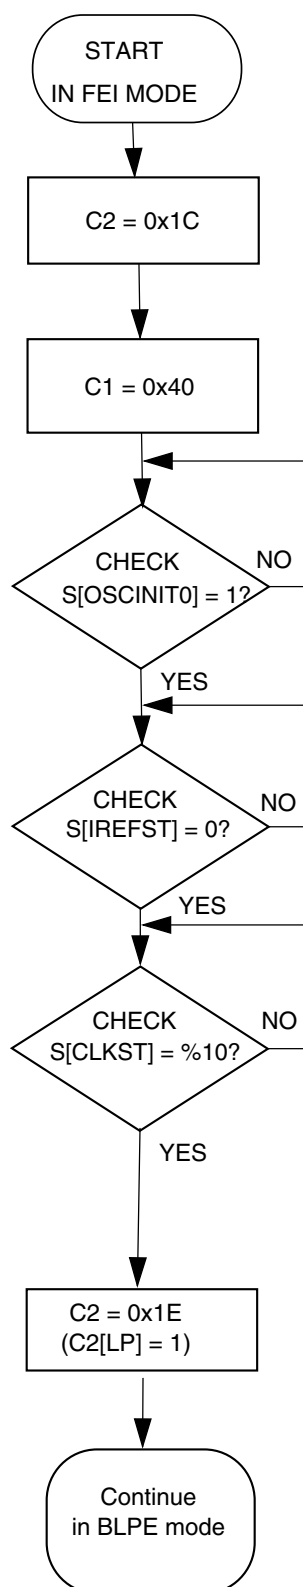 START
IN FEI MODE
C2 = 0x1C
C1 = 0x40
CHECK
S[OSCINIT0] = 1?
NO
YES
CHECK
S[IREFST] = 0?
NO
YES
CHECK
S[CLKST] = %10?
NO
YES
C2 = 0x1E
(C2[LP] = 1)
Continue
in BLPE mode